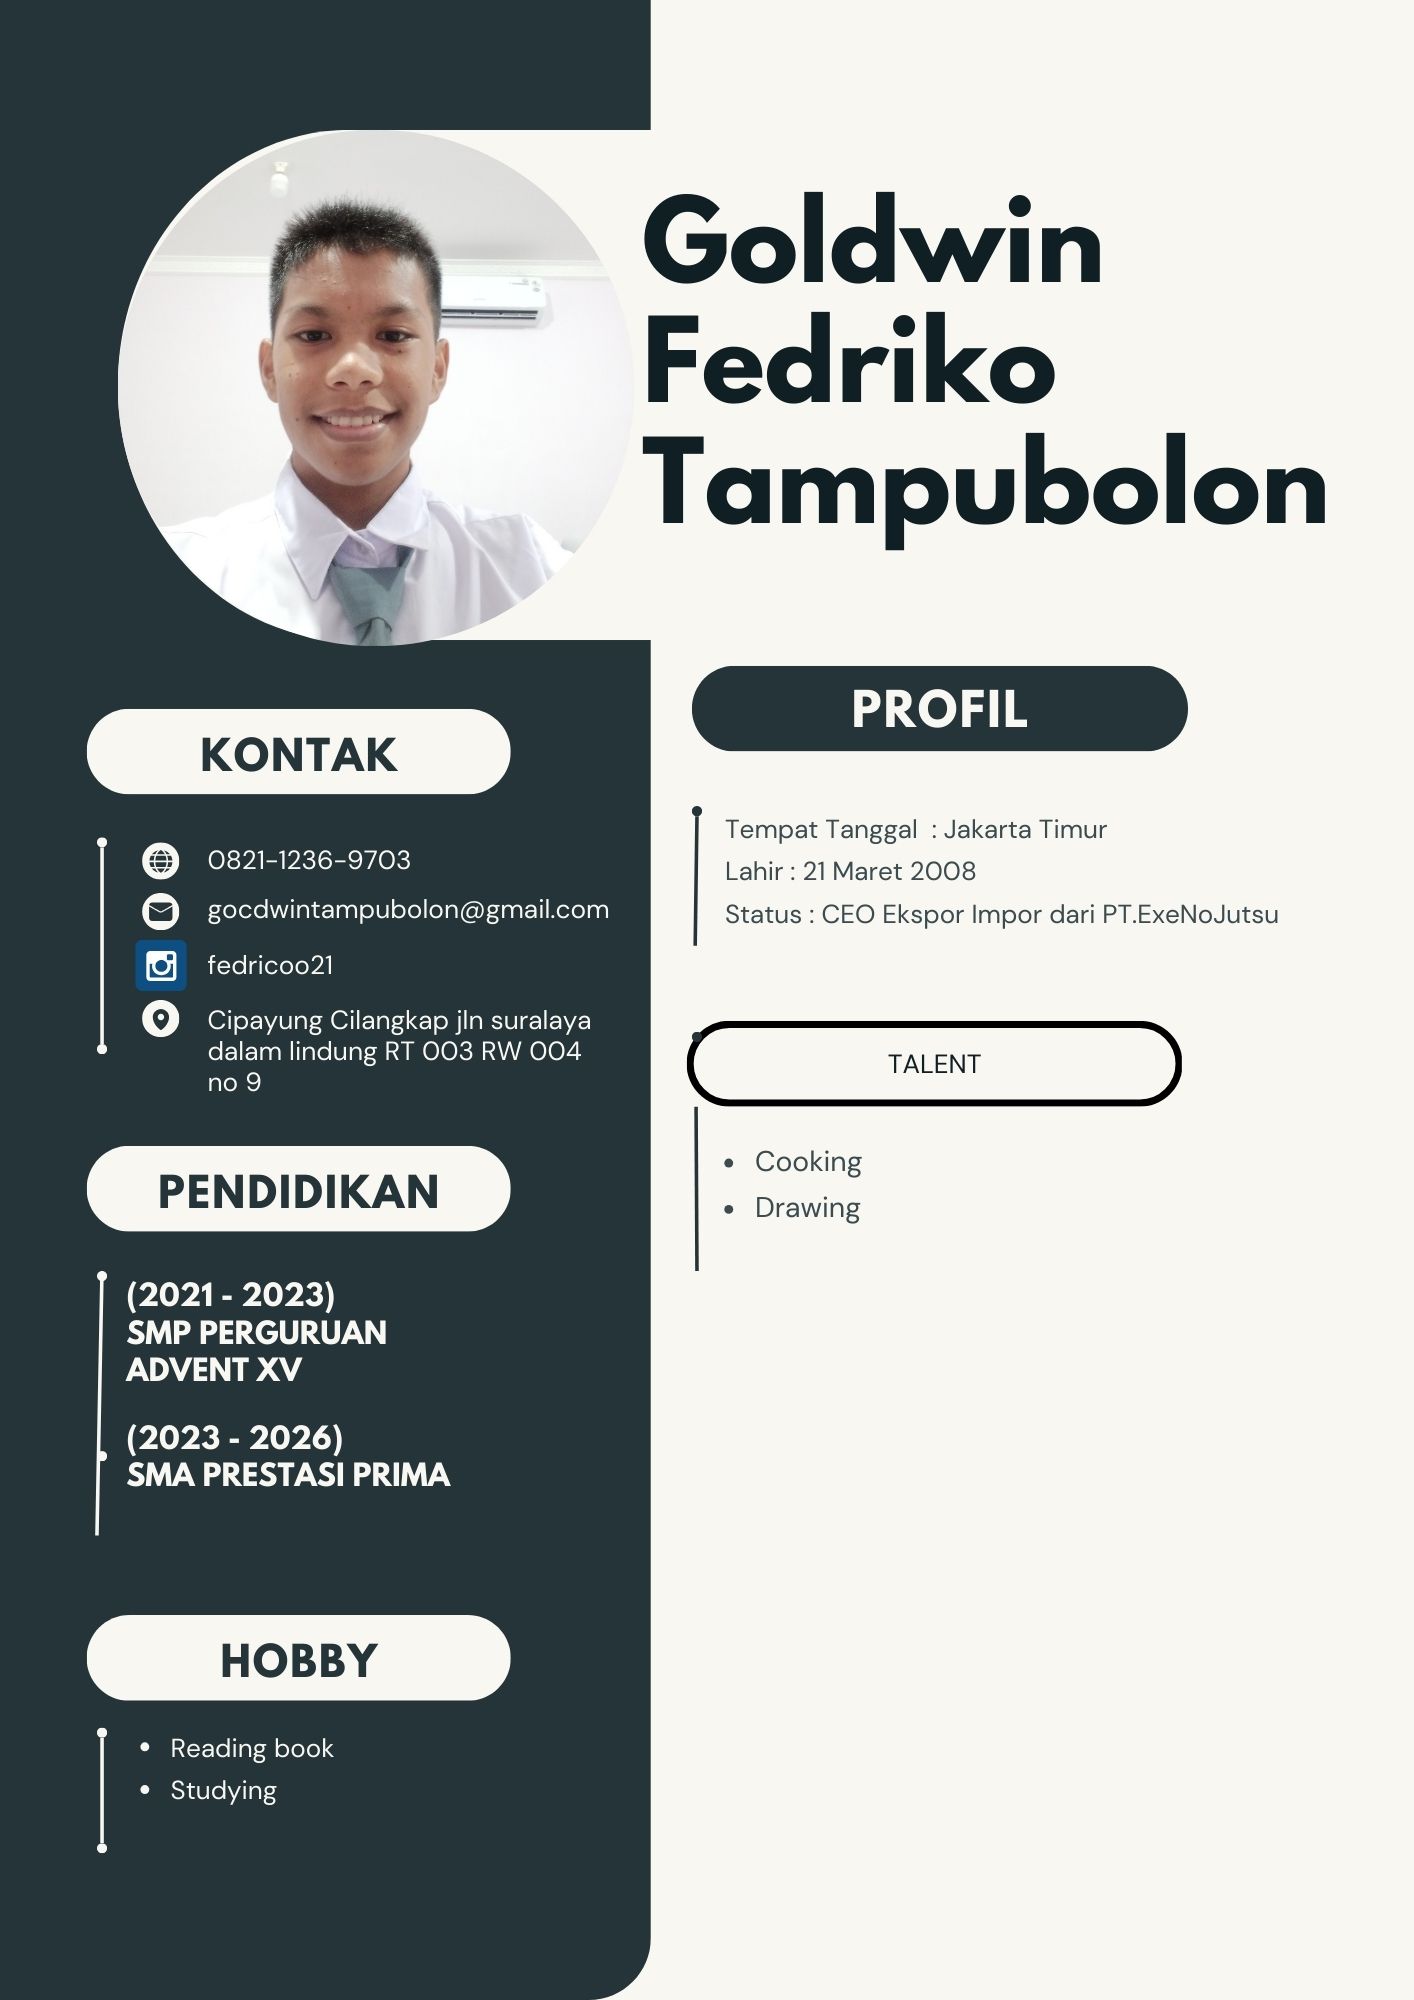 Goldwin
Fedriko
Tampubolon
KONTAK
0821-1236-9703
gocdwintampubolon@gmail.com
fedricoo21
Cipayung Cilangkap jln suralaya
dalam lindung RT 003 RW 004
no 9
PENDIDIKAN
(2021 - 2023)
SMP PERGURUAN
ADVENT XV
(2023 - 2026)
SMA PRESTASI PRIMA
HOBBY
• Reading book
• Studying
PROFIL
Tempat Tanggal : Jakarta Timur
Lahir : 21 Maret 2008
Status : CEO Ekspor Impor dari PT.ExeNoJutsu
TALENT
• Cooking
• Drawing